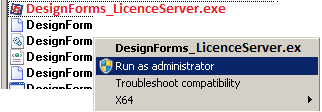 DesignForms_LicenceServer.exe
DesignForm
DesignForms_LicenceServer.ex
DesignForm
Run as administrator
DesignForm
Troubleshoot compatibility
DesignForm
X64